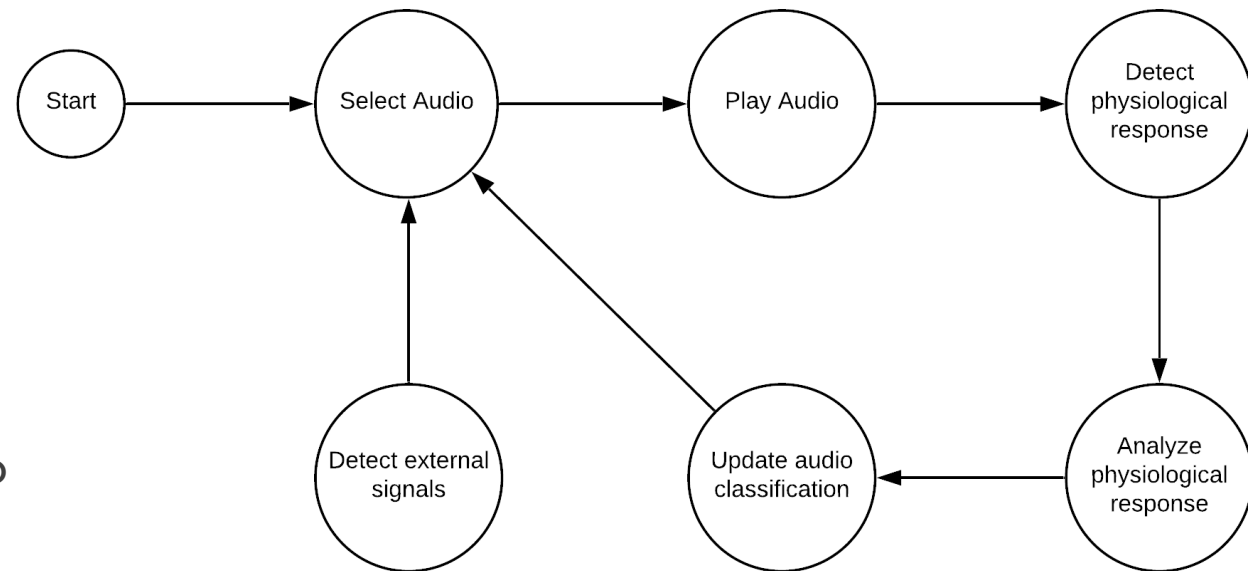 Start
Select Audio
Play Audio
Detect
physiological
response
Detect external
signals
Update audio
classification
Analyze
physiological
response